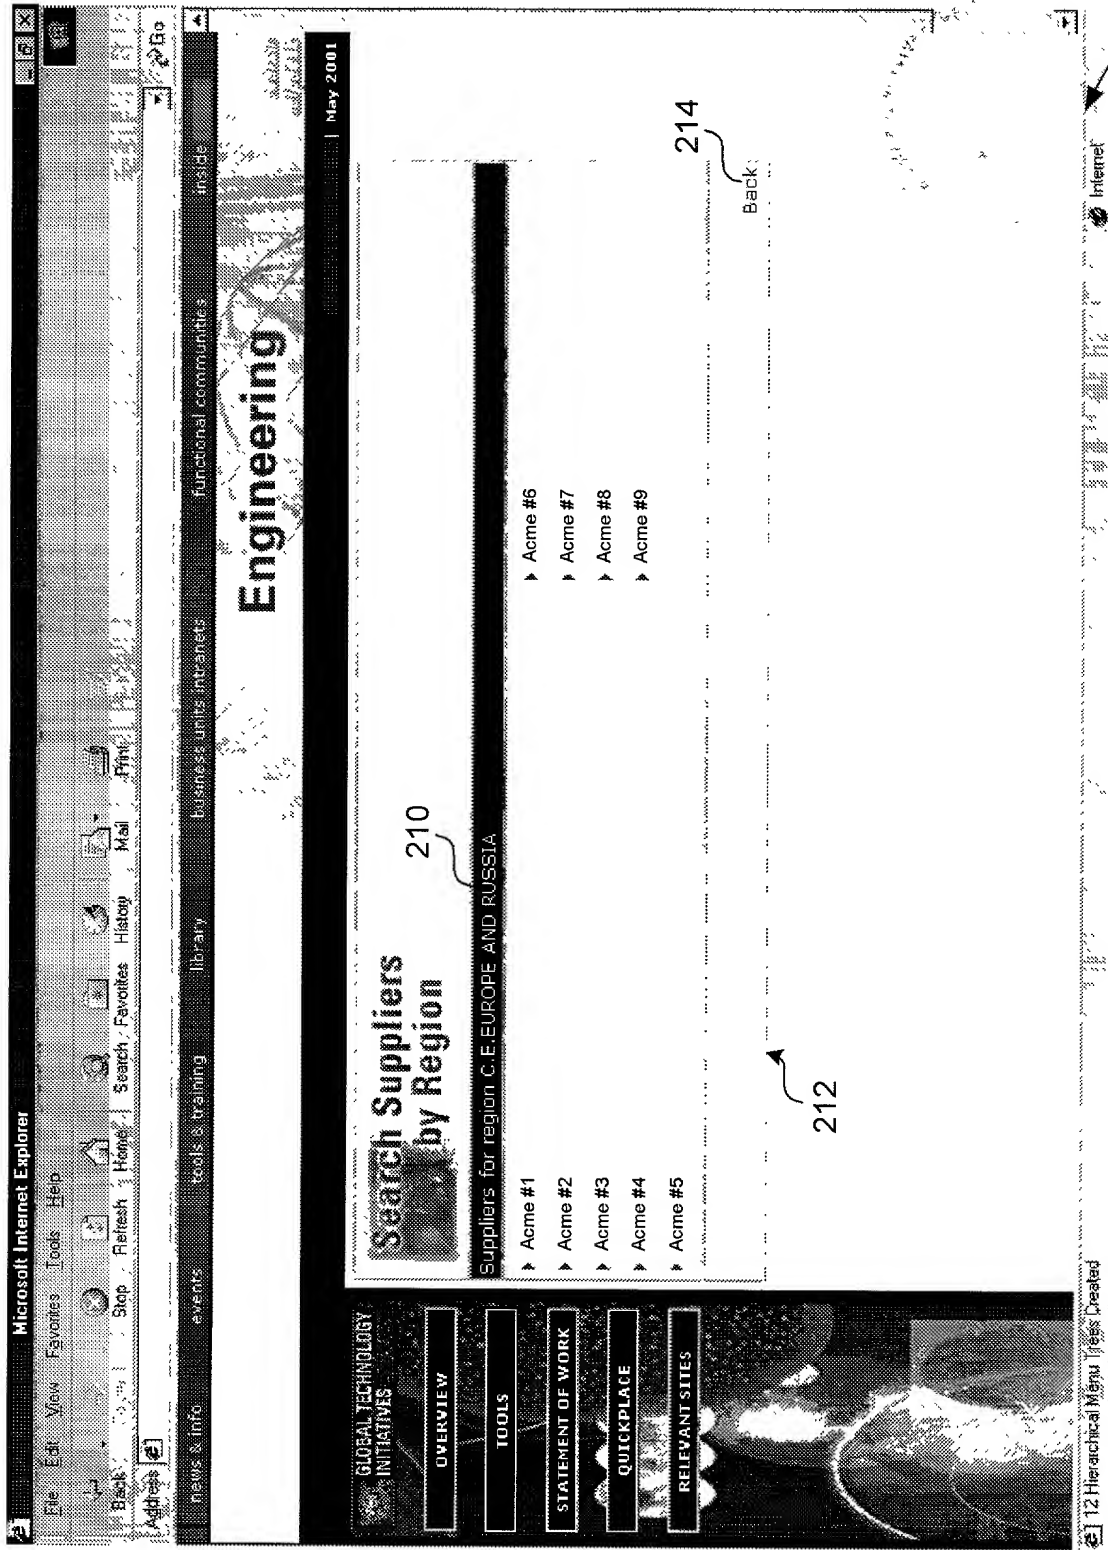 Microsoft Internet Explorer
File Edit View Favorites Tools Help
Back Stop Refresh Home Search Favorites History Mail Print
Address Go
news & info events tools & training library business units intranets functional communities inside
Engineering
May 2001
GLOBAL TECHNOLOGY
INITIATIVES
OVERVIEW
TOOLS
STATEMENT OF WORK
QUICKPLACE
RELEVANT SITES
Search Suppliers
by Region
210
Suppliers for region C.E.EUROPE AND RUSSIA
Acme #1
Acme #2
Acme #3
Acme #4
Acme #5
Acme #6
Acme #7
Acme #8
Acme #9
214
Back
212
12 Hierarchical Menu Trees Created
Internet